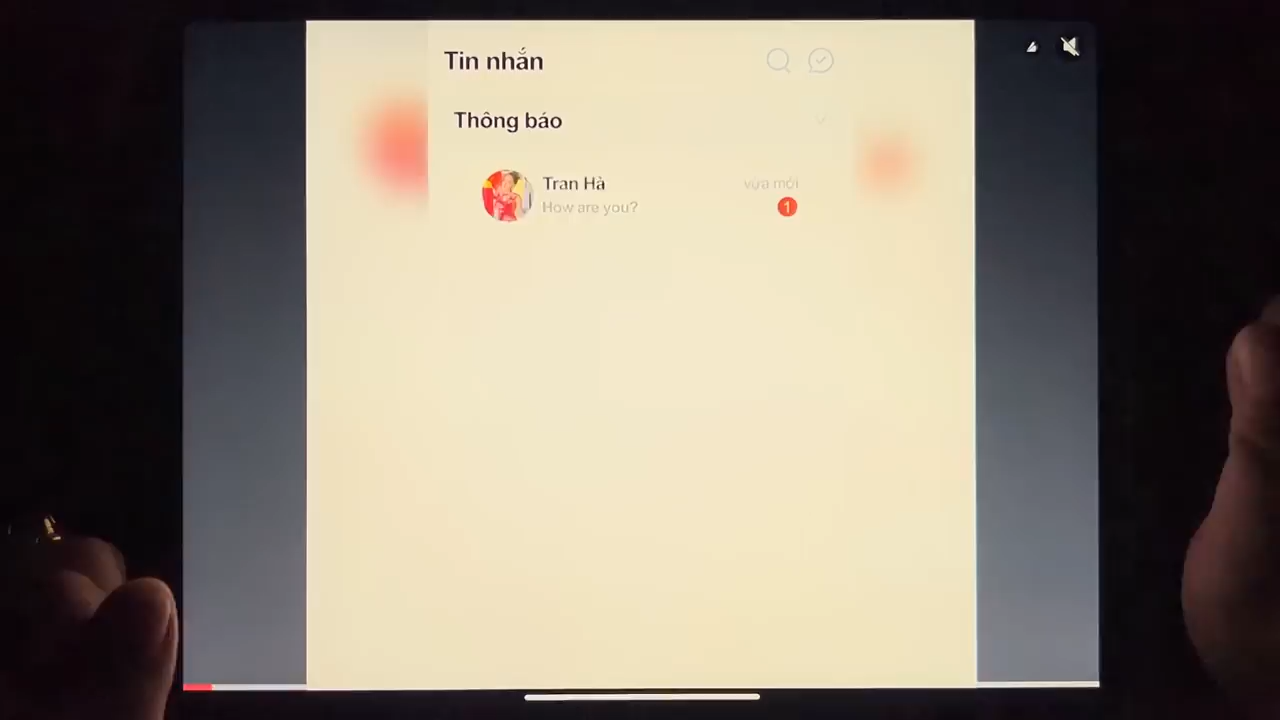 Tin nhắn
Thông báo
Tran Hà
vừa mới
How are you?
1